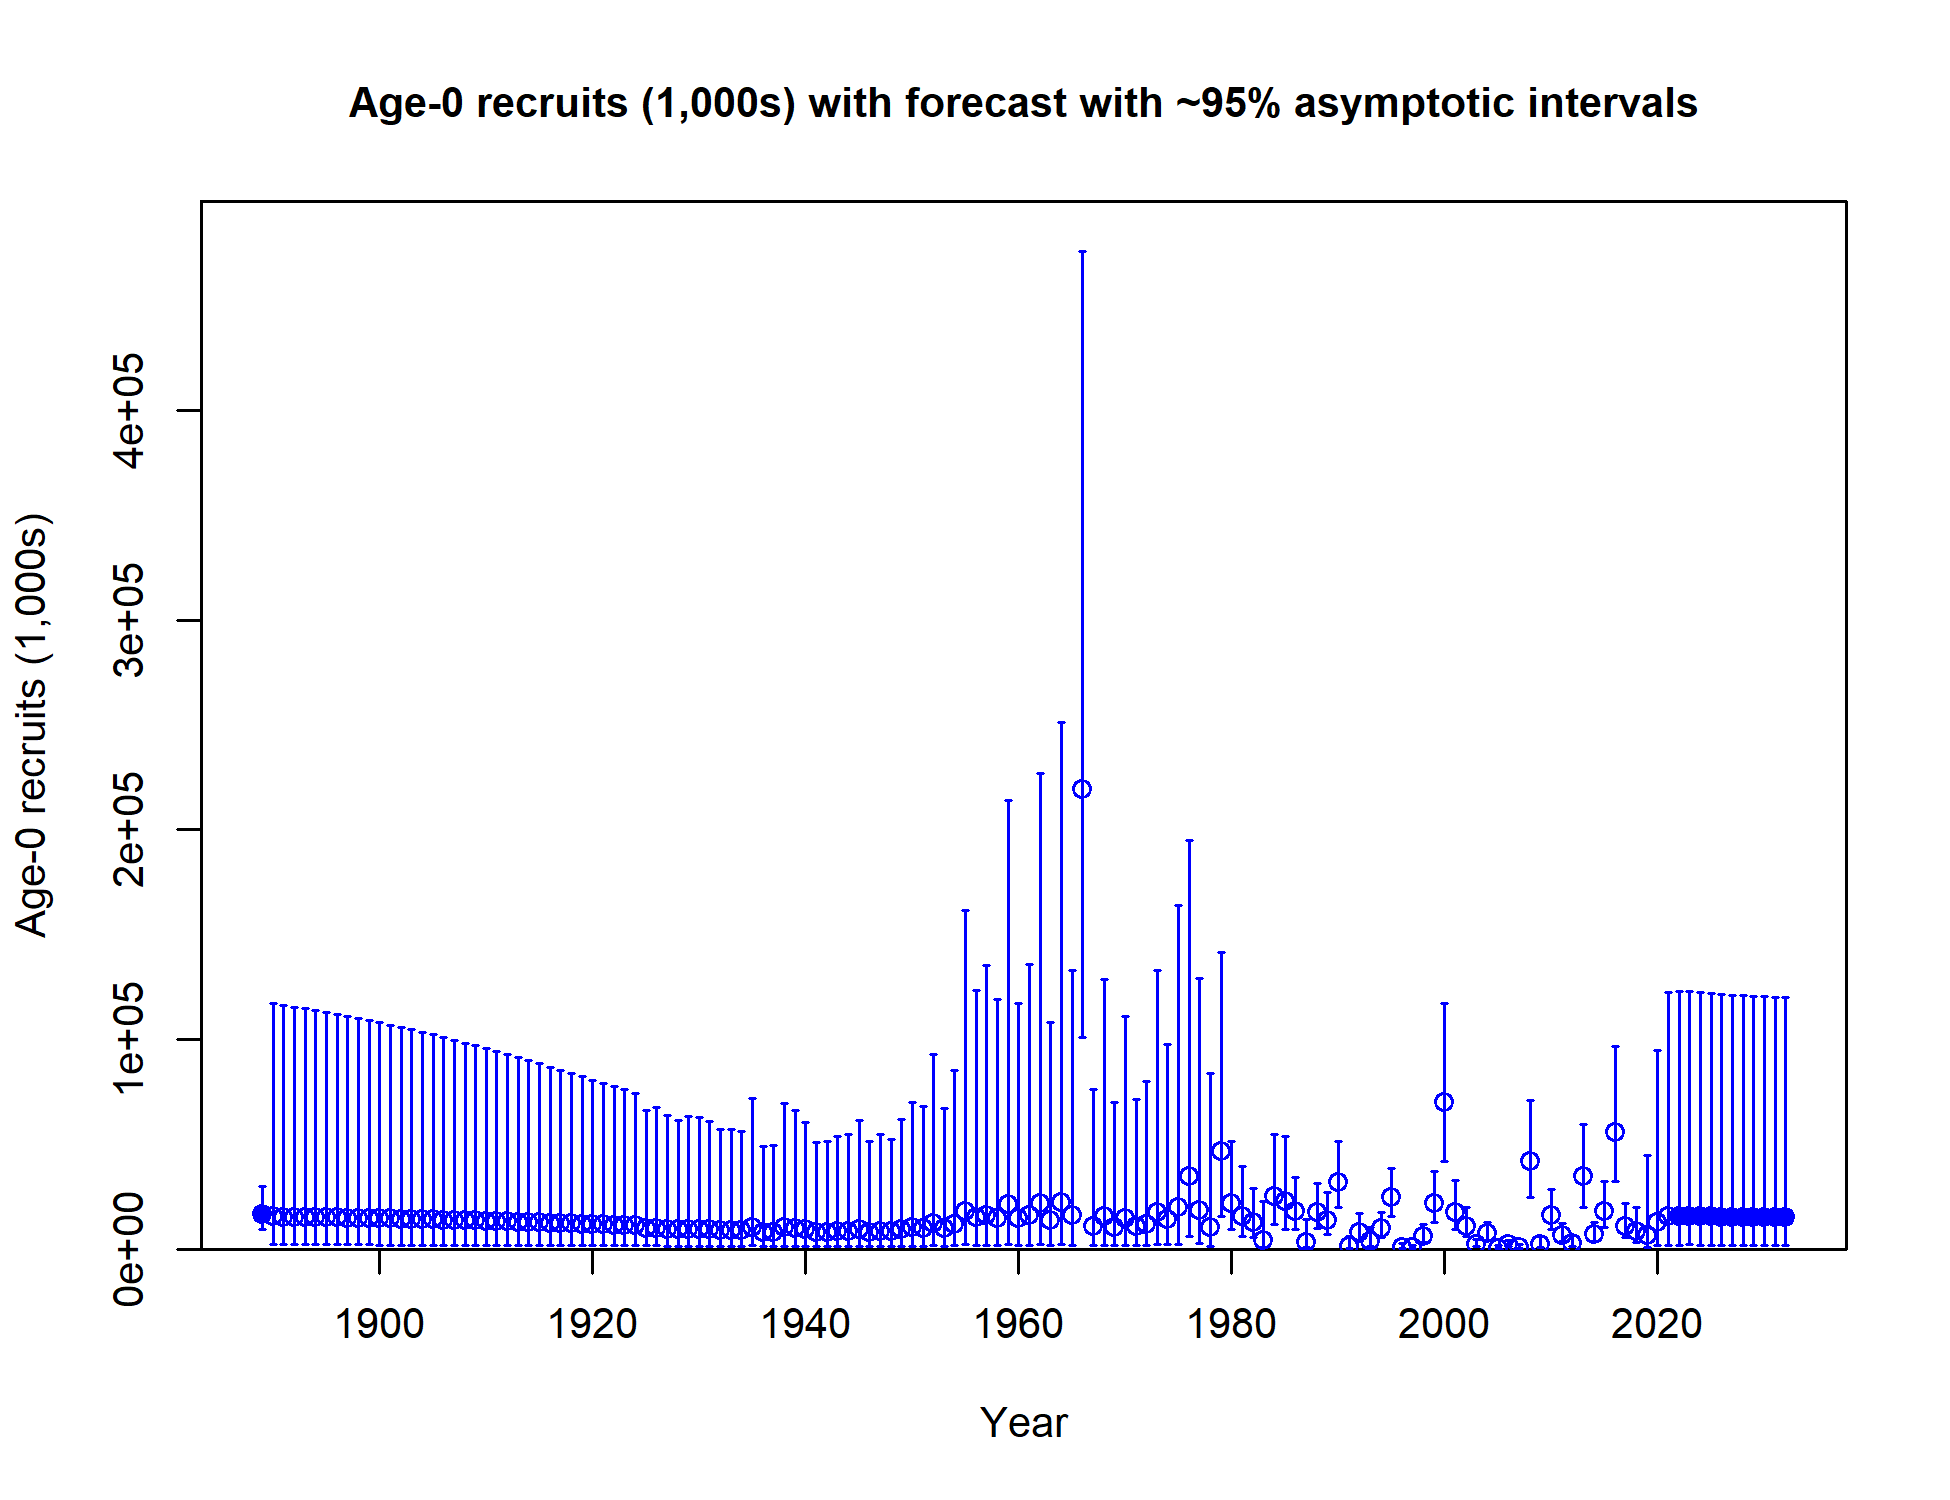 Age-0 recruits (1,000s) with forecast with ~95% asymptotic intervals
Age-0 recruits (1,000s)
4e+05
3e+05
2e+05
1e+05
0e+00
1900 1920 1940 1960 1980 2000 2020
Year